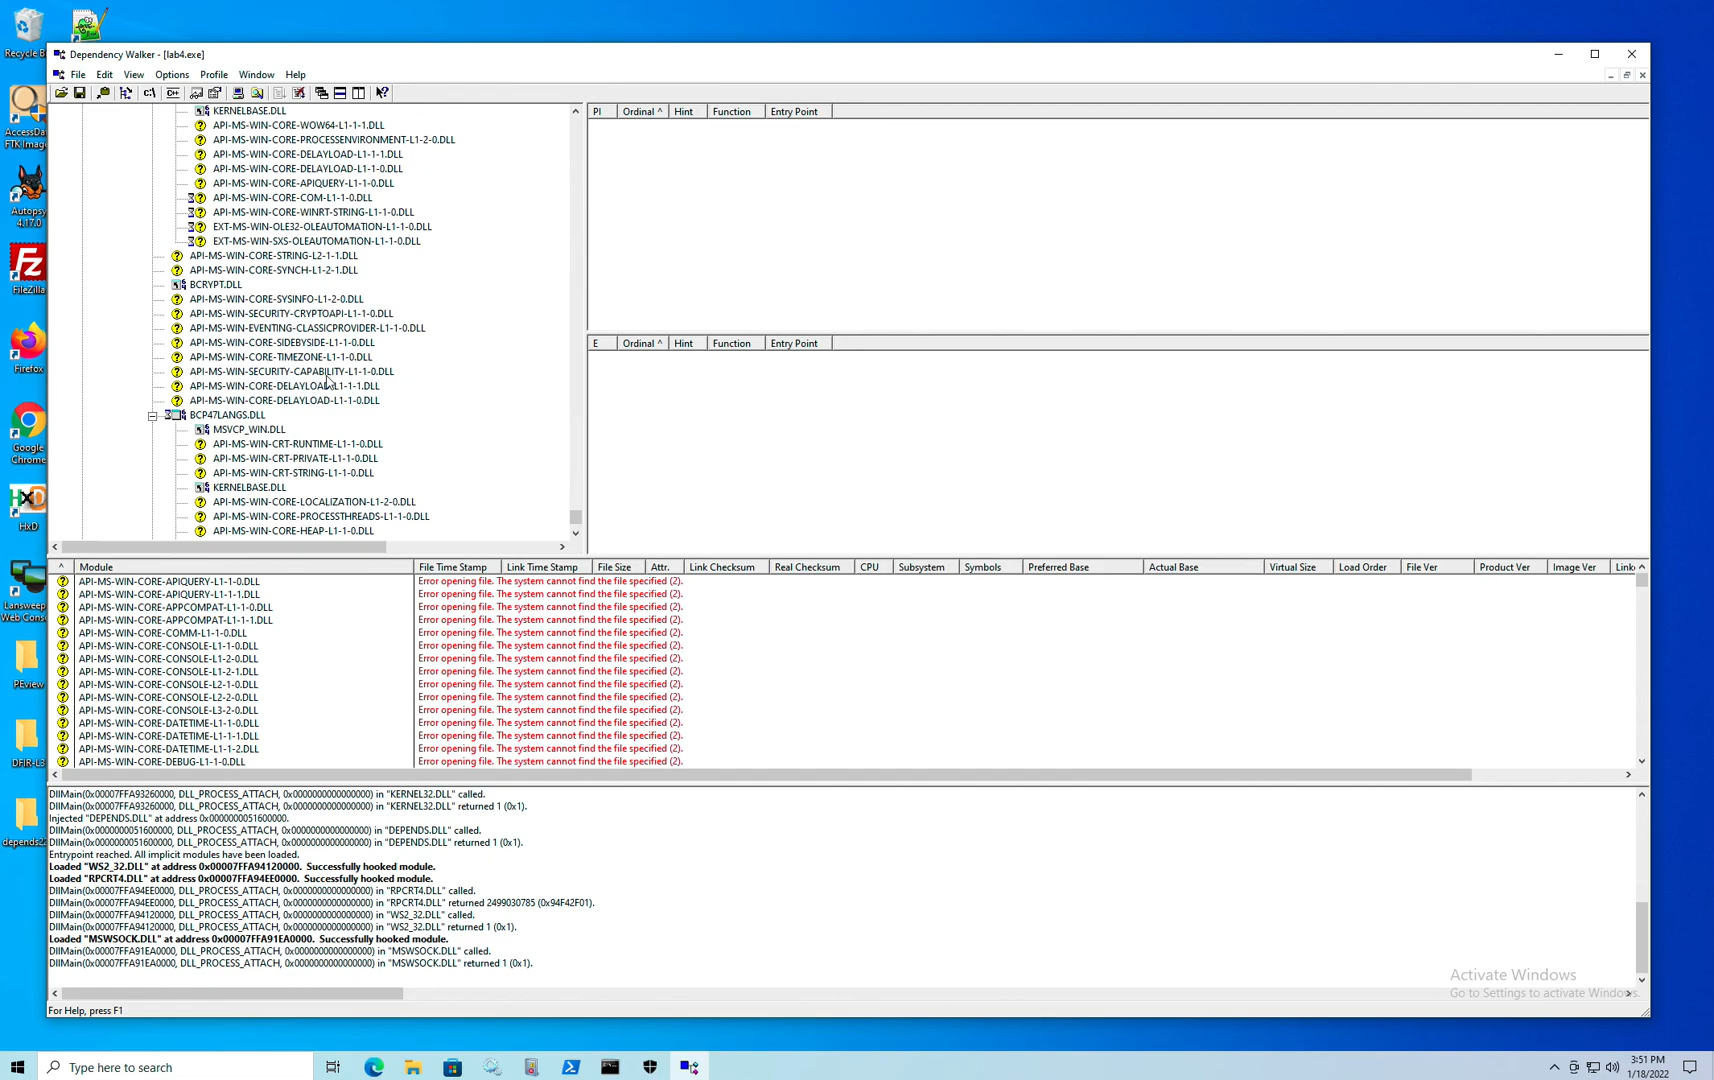 Recycle B
Dependency Walker - [lab4.exe]
File Edit View Options Profile Window Help
C:\ C++
AccessDa
FTK Image
Autopsy
4.17.0
FileZilla
Firefox
Google
Chrome
HxD
Lansweep
Web Cons
PEview
DFIR-L3
depends22
KERNELBASE.DLL
API-MS-WIN-CORE-WOW64-L1-1-1.DLL
API-MS-WIN-CORE-PROCESSENVIRONMENT-L1-2-0.DLL
API-MS-WIN-CORE-DELAYLOAD-L1-1-1.DLL
API-MS-WIN-CORE-DELAYLOAD-L1-1-0.DLL
API-MS-WIN-CORE-APIQUERY-L1-1-0.DLL
API-MS-WIN-CORE-COM-L1-1-0.DLL
API-MS-WIN-CORE-WINRT-STRING-L1-1-0.DLL
EXT-MS-WIN-OLE32-OLEAUTOMATION-L1-1-0.DLL
EXT-MS-WIN-SXS-OLEAUTOMATION-L1-1-0.DLL
API-MS-WIN-CORE-STRING-L2-1-1.DLL
API-MS-WIN-CORE-SYNCH-L1-2-1.DLL
BCRYPT.DLL
API-MS-WIN-CORE-SYSINFO-L1-2-0.DLL
API-MS-WIN-SECURITY-CRYPTOAPI-L1-1-0.DLL
API-MS-WIN-EVENTING-CLASSICPROVIDER-L1-1-0.DLL
API-MS-WIN-CORE-SIDEBYSIDE-L1-1-0.DLL
API-MS-WIN-CORE-TIMEZONE-L1-1-0.DLL
API-MS-WIN-SECURITY-CAPABILITY-L1-1-0.DLL
API-MS-WIN-CORE-DELAYLOAD-L1-1-1.DLL
API-MS-WIN-CORE-DELAYLOAD-L1-1-0.DLL
BCP47LANGS.DLL
MSVCP_WIN.DLL
API-MS-WIN-CRT-RUNTIME-L1-1-0.DLL
API-MS-WIN-CRT-PRIVATE-L1-1-0.DLL
API-MS-WIN-CRT-STRING-L1-1-0.DLL
KERNELBASE.DLL
API-MS-WIN-CORE-LOCALIZATION-L1-2-0.DLL
API-MS-WIN-CORE-PROCESSTHREADS-L1-1-0.DLL
API-MS-WIN-CORE-HEAP-L1-1-0.DLL
PI Ordinal ^ Hint Function Entry Point
E Ordinal ^ Hint Function Entry Point
^ Module File Time Stamp Link Time Stamp File Size Attr. Link Checksum Real Checksum CPU Subsystem Symbols Preferred Base Actual Base Virtual Size Load Order File Ver Product Ver Image Ver Link
API-MS-WIN-CORE-APIQUERY-L1-1-0.DLL Error opening file. The system cannot find the file specified (2).
API-MS-WIN-CORE-APIQUERY-L1-1-1.DLL Error opening file. The system cannot find the file specified (2).
API-MS-WIN-CORE-APPCOMPAT-L1-1-0.DLL Error opening file. The system cannot find the file specified (2).
API-MS-WIN-CORE-APPCOMPAT-L1-1-1.DLL Error opening file. The system cannot find the file specified (2).
API-MS-WIN-CORE-COMM-L1-1-0.DLL Error opening file. The system cannot find the file specified (2).
API-MS-WIN-CORE-CONSOLE-L1-1-0.DLL Error opening file. The system cannot find the file specified (2).
API-MS-WIN-CORE-CONSOLE-L1-2-0.DLL Error opening file. The system cannot find the file specified (2).
API-MS-WIN-CORE-CONSOLE-L1-2-1.DLL Error opening file. The system cannot find the file specified (2).
API-MS-WIN-CORE-CONSOLE-L2-1-0.DLL Error opening file. The system cannot find the file specified (2).
API-MS-WIN-CORE-CONSOLE-L2-2-0.DLL Error opening file. The system cannot find the file specified (2).
API-MS-WIN-CORE-CONSOLE-L3-2-0.DLL Error opening file. The system cannot find the file specified (2).
API-MS-WIN-CORE-DATETIME-L1-1-0.DLL Error opening file. The system cannot find the file specified (2).
API-MS-WIN-CORE-DATETIME-L1-1-1.DLL Error opening file. The system cannot find the file specified (2).
API-MS-WIN-CORE-DATETIME-L1-1-2.DLL Error opening file. The system cannot find the file specified (2).
API-MS-WIN-CORE-DEBUG-L1-1-0.DLL Error opening file. The system cannot find the file specified (2).
DllMain(0x00007FFA93260000, DLL_PROCESS_ATTACH, 0x0000000000000000) in "KERNEL32.DLL" called.
DllMain(0x00007FFA93260000, DLL_PROCESS_ATTACH, 0x0000000000000000) in "KERNEL32.DLL" returned 1 (0x1).
Injected "DEPENDS.DLL" at address 0x0000000051600000.
DllMain(0x0000000051600000, DLL_PROCESS_ATTACH, 0x0000000000000000) in "DEPENDS.DLL" called.
DllMain(0x0000000051600000, DLL_PROCESS_ATTACH, 0x0000000000000000) in "DEPENDS.DLL" returned 1 (0x1).
Entrypoint reached. All implicit modules have been loaded.
Loaded "WS2_32.DLL" at address 0x00007FFA94120000. Successfully hooked module.
Loaded "RPCRT4.DLL" at address 0x00007FFA94EE0000. Successfully hooked module.
DllMain(0x00007FFA94EE0000, DLL_PROCESS_ATTACH, 0x0000000000000000) in "RPCRT4.DLL" called.
DllMain(0x00007FFA94EE0000, DLL_PROCESS_ATTACH, 0x0000000000000000) in "RPCRT4.DLL" returned 2499030785 (0x94F42F01).
DllMain(0x00007FFA94120000, DLL_PROCESS_ATTACH, 0x0000000000000000) in "WS2_32.DLL" called.
DllMain(0x00007FFA94120000, DLL_PROCESS_ATTACH, 0x0000000000000000) in "WS2_32.DLL" returned 1 (0x1).
Loaded "MSWSOCK.DLL" at address 0x00007FFA91EA0000. Successfully hooked module.
DllMain(0x00007FFA91EA0000, DLL_PROCESS_ATTACH, 0x0000000000000000) in "MSWSOCK.DLL" called.
DllMain(0x00007FFA91EA0000, DLL_PROCESS_ATTACH, 0x0000000000000000) in "MSWSOCK.DLL" returned 1 (0x1).
Activate Windows
Go to Settings to activate Windows.
For Help, press F1
Type here to search
3:51 PM
1/18/2022